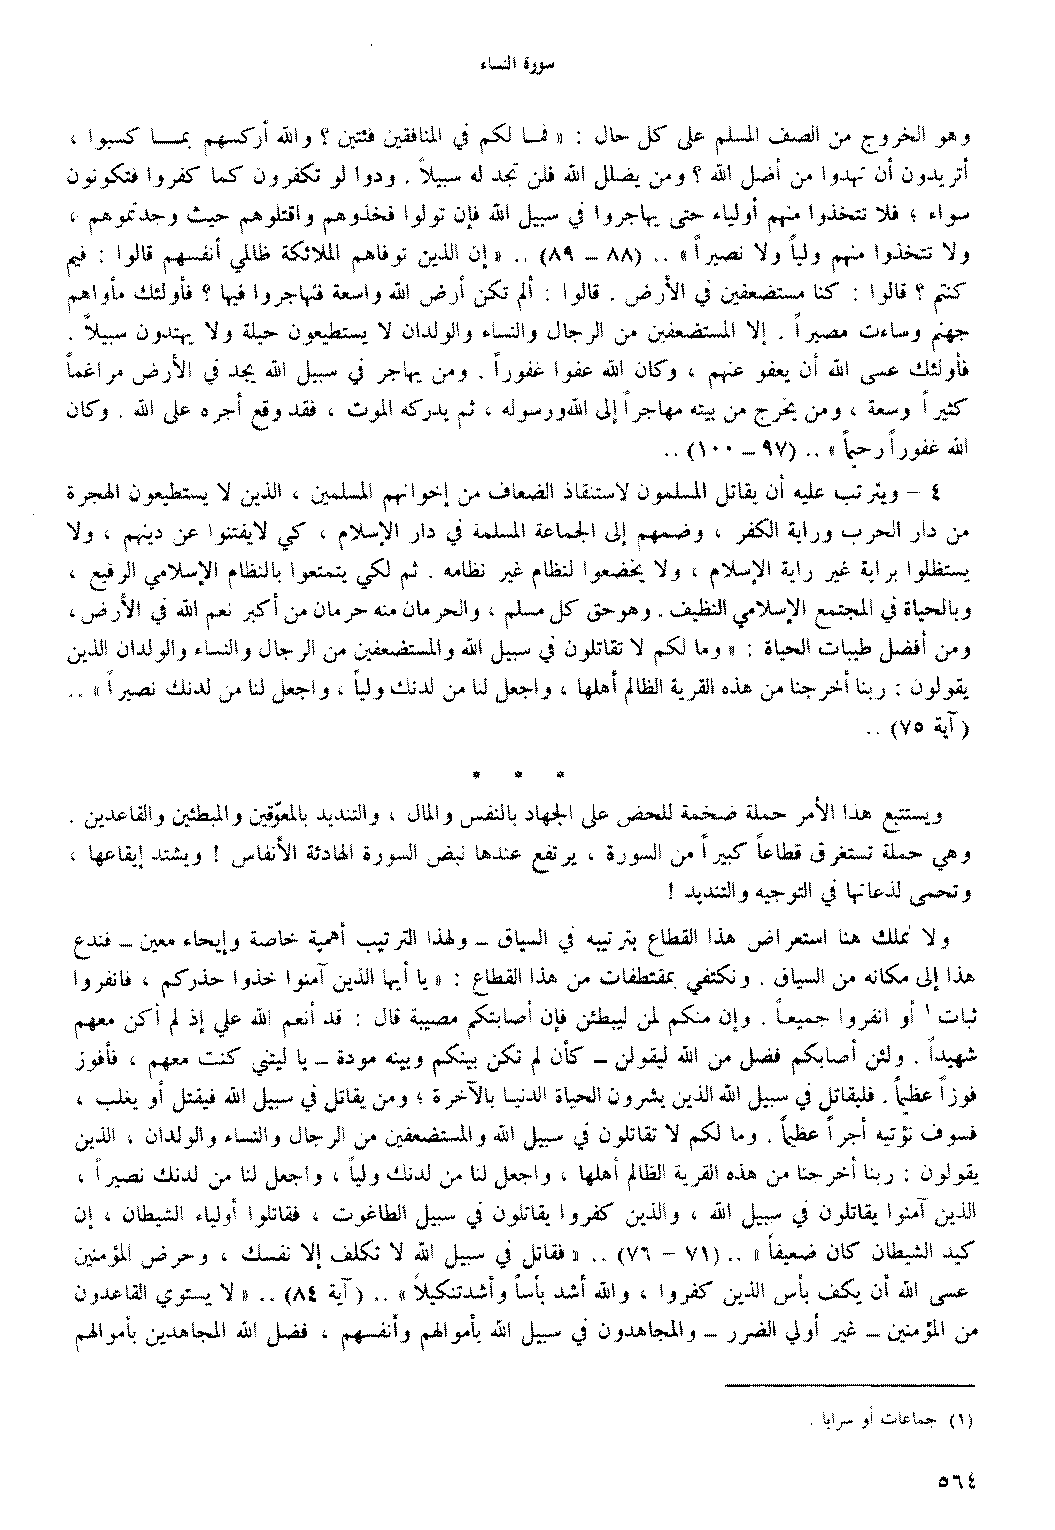 سورة النساء
وهو الخروج من الصف المسلم على كل حال : « فمـا لكم في المنافقين فئتين ؟ والله أركسهم بمـا كسبوا ،
أتريدون أن تهدوا من أضل الله ؟ ومن يضلل الله فلن تجد له سبيلاً . ودوا لو تكفرون كما كفروا فتكونون
سواء ؛ فلا تتخذوا منهم أولياء حتى يهاجروا في سبيل الله فإن تولوا فخذوهم واقتلوهم حيث وجدتموهم ،
ولا تتخذوا منهم ولياً ولا نصيراً » .. (٨٨ – ٨٩) .. « إن الذين توفاهم الملائكة ظالمي أنفسهم قالوا : فيم
كنتم ؟ قالوا : كنا مستضعفين في الأرض . قالوا : ألم تكن أرض الله واسعة فتهاجروا فيها ؟ فأولئك مأواهم
جهنم وساءت مصيراً . إلا المستضعفين من الرجال والنساء والولدان لا يستطيعون حيلة ولا يهتدون سبيلاً .
فأولئك عسى الله أن يعفو عنهم ، وكان الله عفوا غفوراً . ومن يهاجر في سبيل الله يجد في الأرض مراغماً
كثيراً وسعة ، ومن يخرج من بيته مهاجراً إلى الله ورسوله ، ثم يدركه الموت ، فقد وقع أجره على الله . وكان
الله غفوراً رحيماً » .. (٩٧ – ١٠٠) ..
٤ – ويترتب عليه أن يقاتل المسلمون لاستنقاذ الضعاف من إخوانهم المسلمين ، الذين لا يستطيعون الهجرة
من دار الحرب وراية الكفر ، وضمهم إلى الجماعة المسلمة في دار الإسلام ، كي لايفتنوا عن دينهم ، ولا
يستظلوا براية غير راية الإسلام ، ولا يخضعوا لنظام غير نظامه . ثم لكي يتمتعوا بالنظام الإسلامي الرفيع ،
وبالحياة في المجتمع الإسلامي النظيف . وهو حق كل مسلم ، والحرمان منه حرمان من أكبر نعم الله في الأرض ،
ومن أفضل طيبات الحياة : « وما لكم لا تقاتلون في سبيل الله والمستضعفين من الرجال والنساء والولدان الذين
يقولون : ربنا أخرجنا من هذه القرية الظالم أهلها ، واجعل لنا من لدنك ولياً ، واجعل لنا من لدنك نصيراً » ..
(آية ٧٥) ..
* * *
ويستتبع هذا الأمر حملة ضخمة للحض على الجهاد بالنفس والمال ، والتنديد بالمعوّقين والمبطئين والقاعدين .
وهي حملة تستغرق قطاعاً كبيراً من السورة ، يرتفع عندها نبض السورة الهادئة الأنفاس ! ويشتد إيقاعها ،
وتحمى لذعاتها في التوجيه والتنديد !
ولا نملك هنا استعراض هذا القطاع بترتيبه في السياق – ولهذا الترتيب أهمية خاصة وإيحاء معين – فندع
هذا إلى مكانه من السياق . ونكتفي بمقتطفات من هذا القطاع : « يا أيها الذين آمنوا خذوا حذركم ، فانفروا
ثبات ١ أو انفروا جميعاً . وإن منكم لمن ليبطئن فإن أصابتكم مصيبة قال : قد أنعم الله علي إذ لم أكن معهم
شهيداً . ولئن أصابكم فضل من الله ليقولن – كأن لم تكن بينكم وبينه مودة – يا ليتني كنت معهم ، فأفوز
فوزاً عظيماً . فليقاتل في سبيل الله الذين يشرون الحياة الدنيا بالآخرة ؛ ومن يقاتل في سبيل الله فيقتل أو يغلب ،
فسوف نؤتيه أجراً عظيماً . وما لكم لا تقاتلون في سبيل الله والمستضعفين من الرجال والنساء والولدان ، الذين
يقولون : ربنا أخرجنا من هذه القرية الظالم أهلها ، واجعل لنا من لدنك ولياً ، واجعل لنا من لدنك نصيراً ،
الذين آمنوا يقاتلون في سبيل الله ، والذين كفروا يقاتلون في سبيل الطاغوت ، فقاتلوا أولياء الشيطان ، إن
كيد الشيطان كان ضعيفاً » .. (٧١ – ٧٦) .. « فقاتل في سبيل الله لا تكلف إلا نفسك ، وحرض المؤمنين
عسى الله أن يكف بأس الذين كفروا ، والله أشد بأساً وأشد تنكيلاً » .. (آية ٨٤) .. « لا يستوي القاعدون
من المؤمنين – غير أولي الضرر – والمجاهدون في سبيل الله بأموالهم وأنفسهم ، فضل الله المجاهدين بأموالهم
(١) جماعات أو سرايا .
٥٦٤